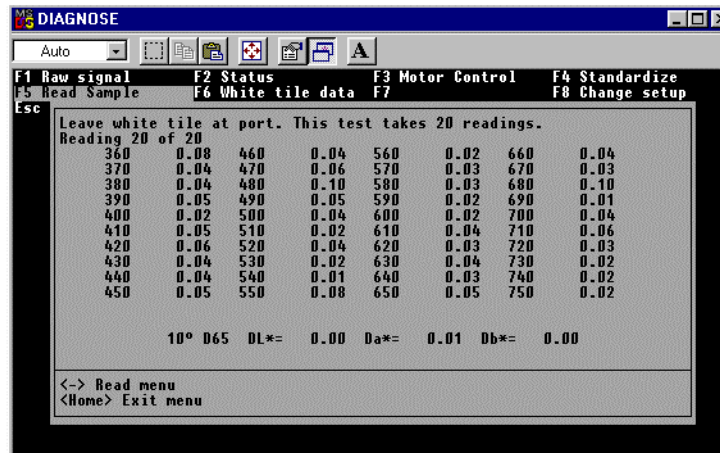 MS DOS DIAGNOSE
Auto A
F1 Raw signal F2 Status F3 Motor Control F4 Standardize
F5 Read Sample F6 White tile data F7 F8 Change setup
Esc
Leave white tile at port. This test takes 20 readings.
Reading 20 of 20
360 0.08 460 0.04 560 0.02 660 0.04
370 0.04 470 0.06 570 0.03 670 0.03
380 0.04 480 0.10 580 0.03 680 0.10
390 0.05 490 0.05 590 0.02 690 0.01
400 0.02 500 0.04 600 0.02 700 0.04
410 0.05 510 0.02 610 0.04 710 0.06
420 0.06 520 0.04 620 0.03 720 0.03
430 0.04 530 0.02 630 0.04 730 0.02
440 0.04 540 0.01 640 0.03 740 0.02
450 0.05 550 0.08 650 0.05 750 0.02
10º D65 DL*= 0.00 Da*= 0.01 Db*= 0.00
<-> Read menu
<Home> Exit menu